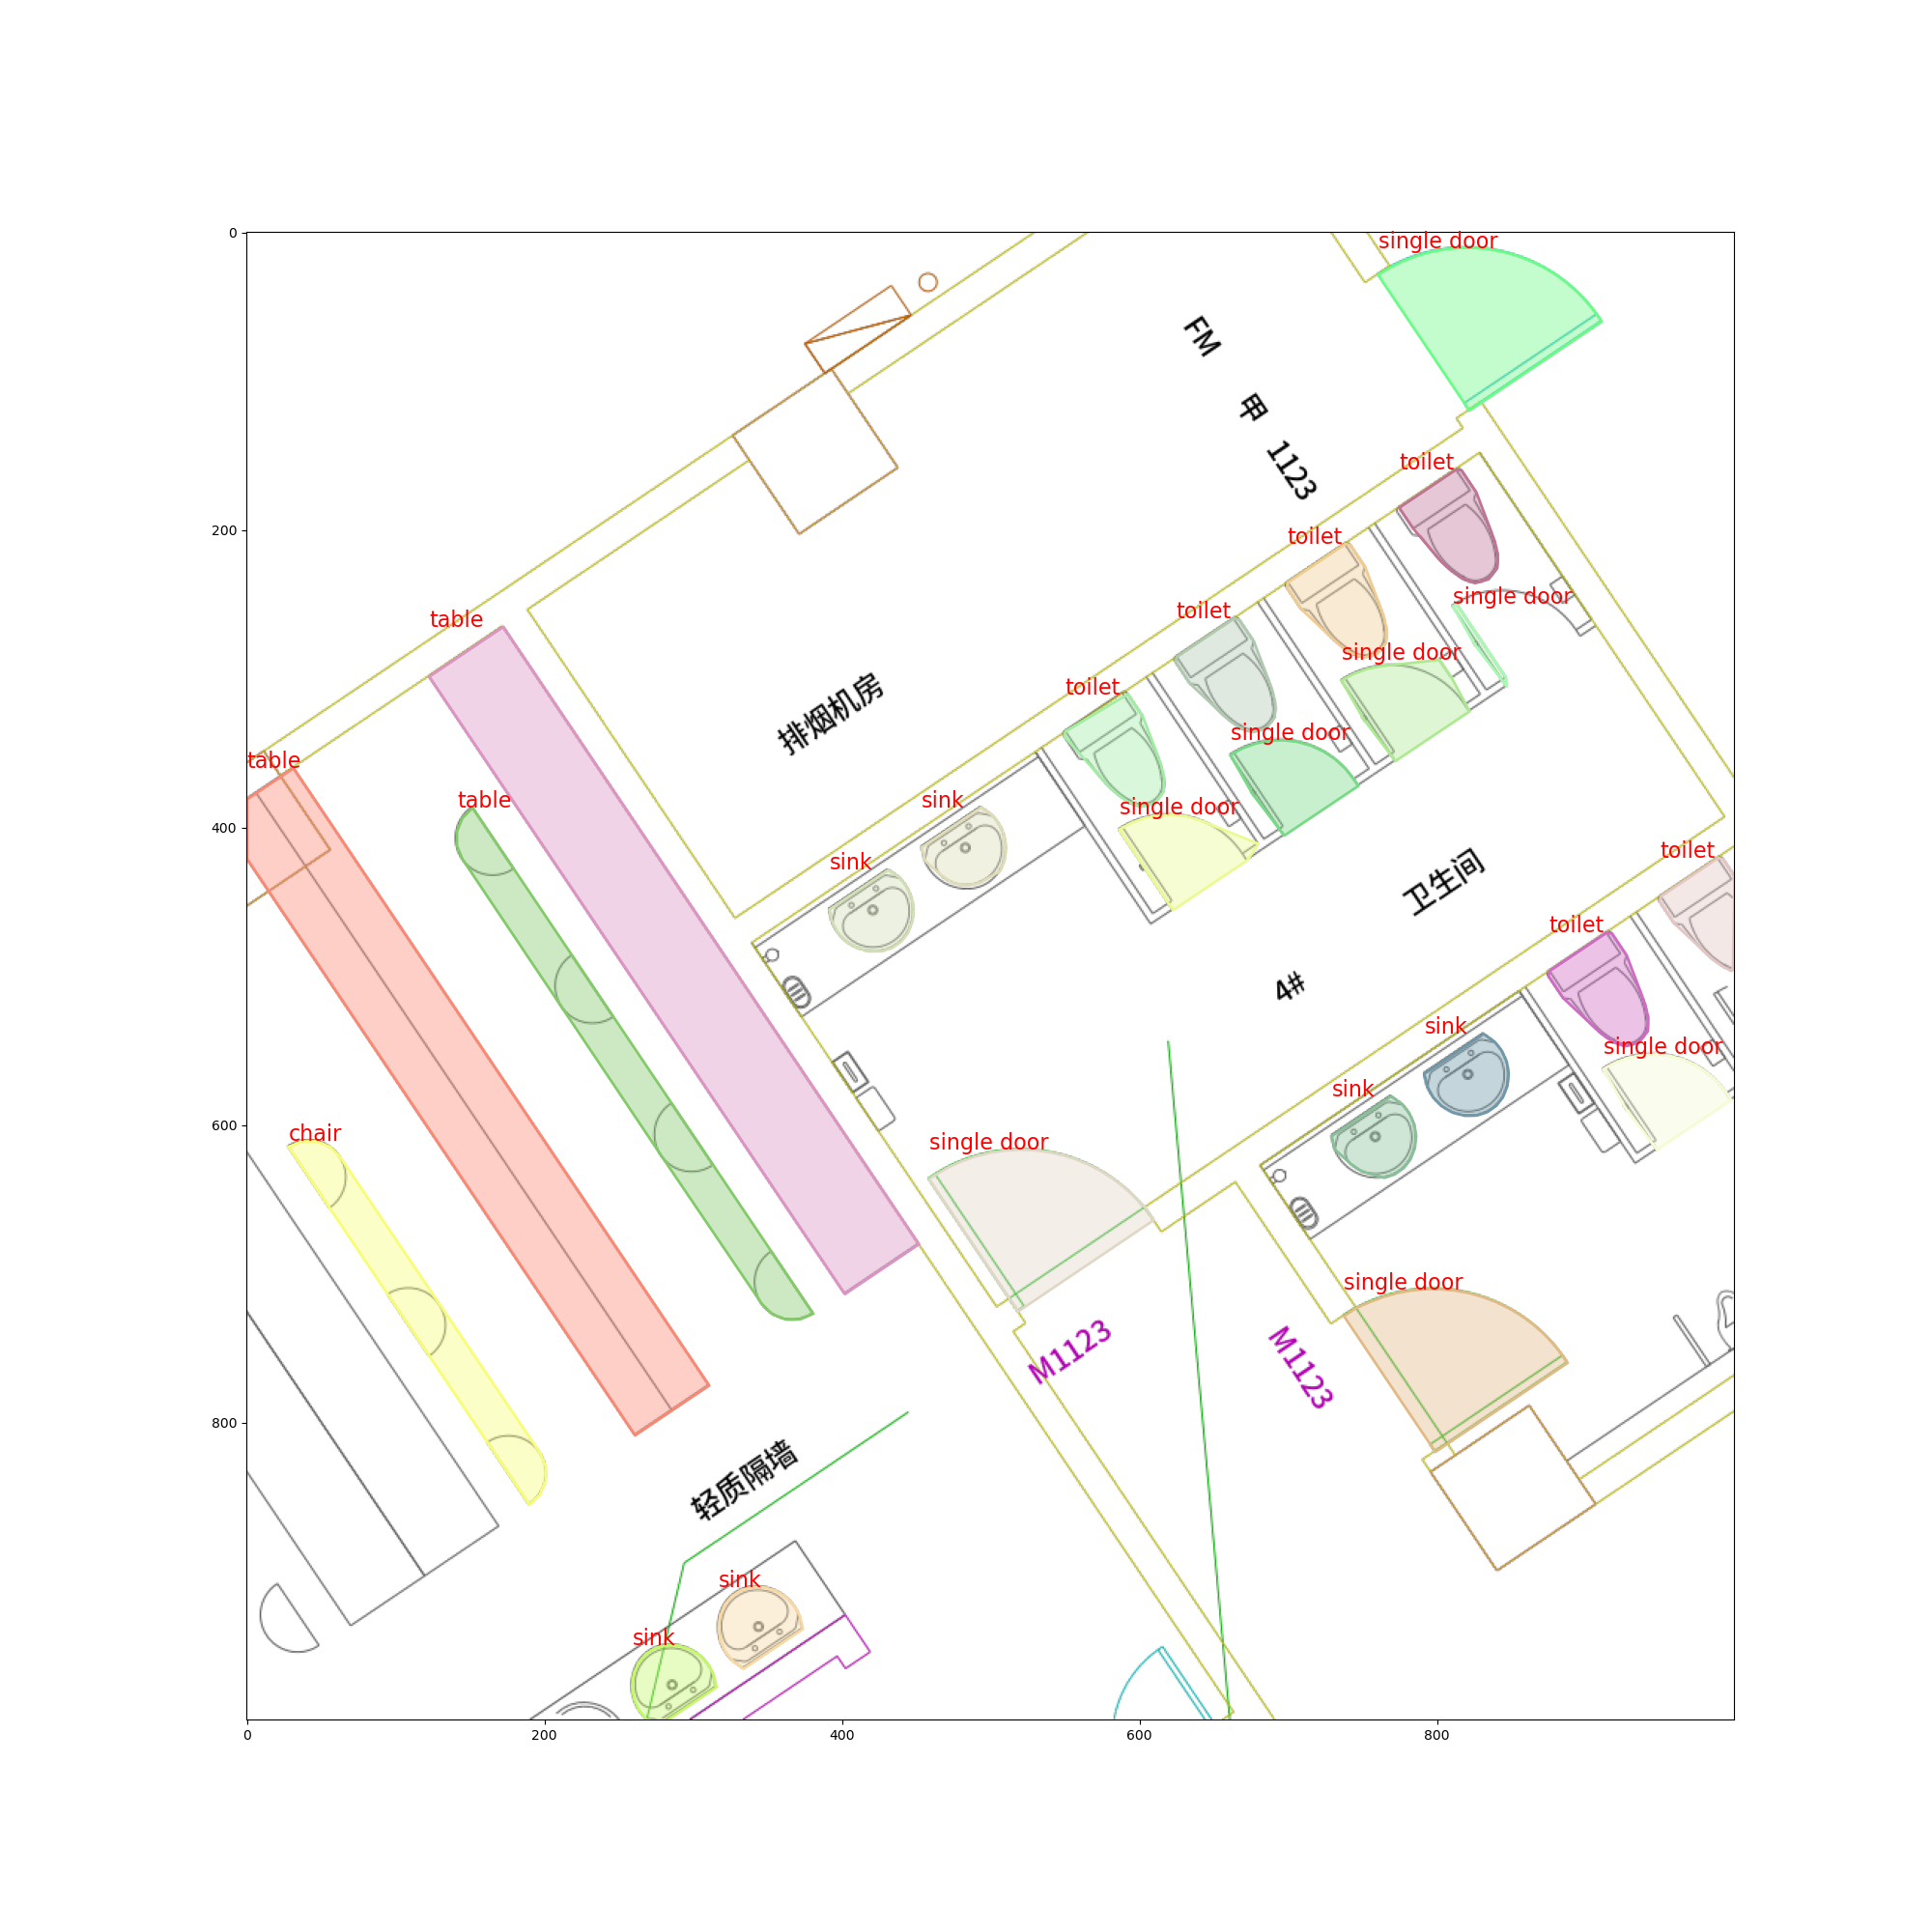 single door
0
FM 甲 1123
toilet
200
toilet
single door
toilet
table
single door
toilet
排烟机房
single door
table
table
sink
single door
400
sink
toilet
卫生间
toilet
4#
sink
single door
sink
600
chair
single door
single door
M1123
M1123
800
轻质隔墙
sink
sink
0
200
400
600
800